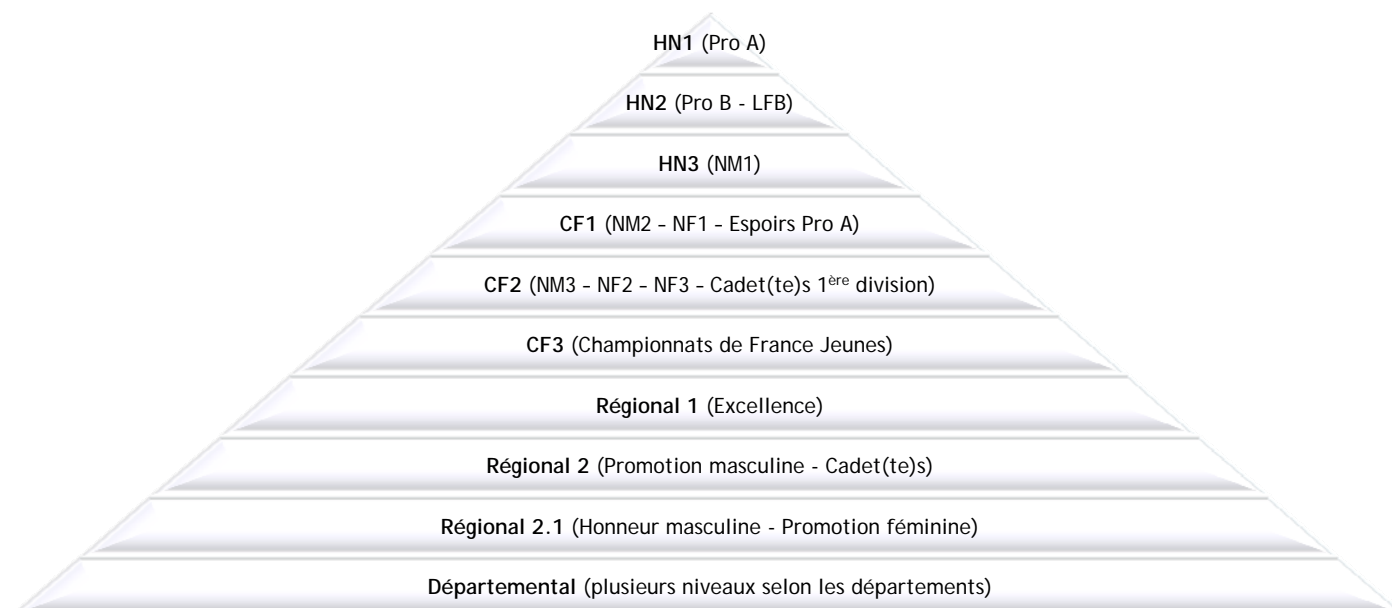 HN1 (Pro A)
HN2 (Pro B - LFB)
HN3 (NM1)
CF1 (NM2 – NF1 – Espoirs Pro A)
CF2 (NM3 – NF2 – NF3 – Cadet(te)s 1ère division)
CF3 (Championnats de France Jeunes)
Régional 1 (Excellence)
Régional 2 (Promotion masculine - Cadet(te)s)
Régional 2.1 (Honneur masculine - Promotion féminine)
Départemental (plusieurs niveaux selon les départements)